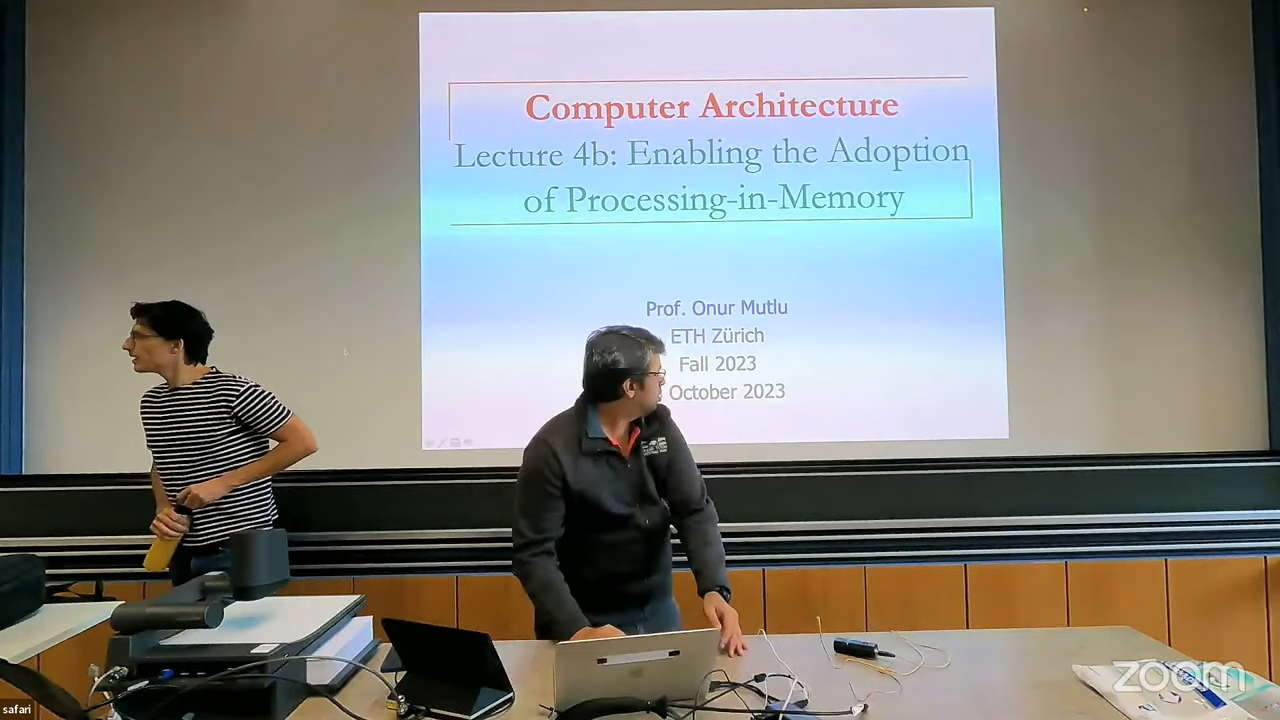 Computer Architecture
Lecture 4b: Enabling the Adoption
of Processing-in-Memory
Prof. Onur Mutlu
ETH Zürich
Fall 2023
October 2023
zoom
safari